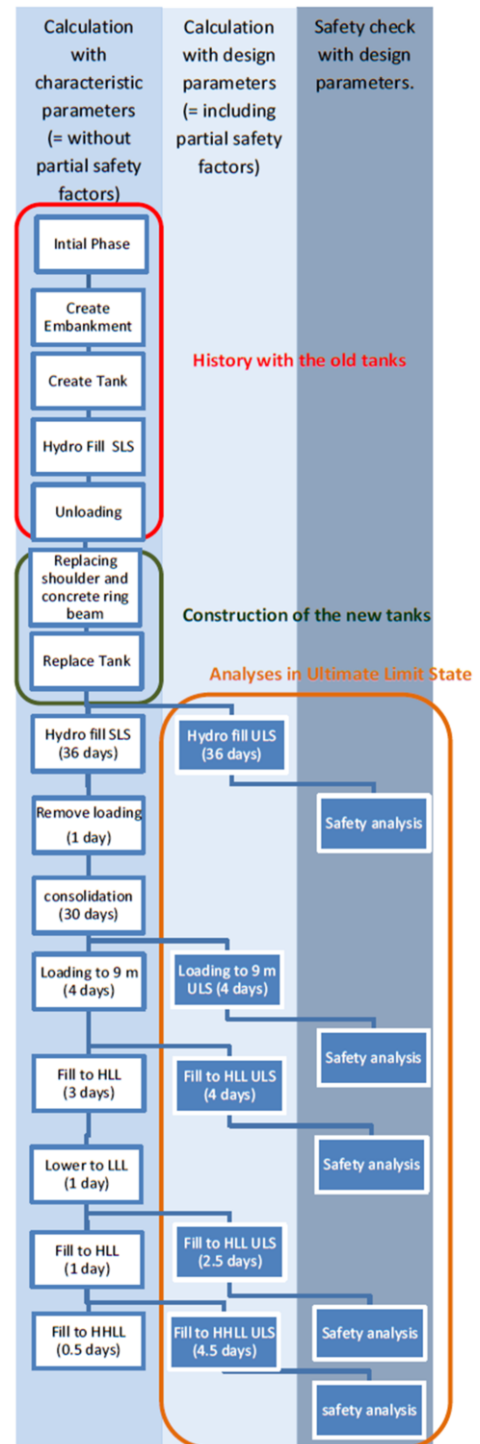 Calculation
with
characteristic
parameters
(= without
partial safety
factors)
Calculation
with design
parameters
(= including
partial safety
factors)
Safety check
with design
parameters.
Intial Phase
Create
Embankment
Create Tank
Hydro Fill SLS
Unloading
History with the old tanks
Replacing
shoulder and
concrete ring
beam
Replace Tank
Construction of the new tanks
Analyses in Ultimate Limit State
Hydro fill SLS
(36 days)
Hydro fill ULS
(36 days)
Remove loading
(1 day)
Safety analysis
consolidation
(30 days)
Loading to 9 m
(4 days)
Loading to 9 m
ULS (4 days)
Safety analysis
Fill to HLL
(3 days)
Fill to HLL ULS
(4 days)
Safety analysis
Lower to LLL
(1 day)
Fill to HLL
(1 day)
Fill to HLL ULS
(2.5 days)
Fill to HHLL
(0.5 days)
Fill to HHLL ULS
(4.5 days)
Safety analysis
safety analysis